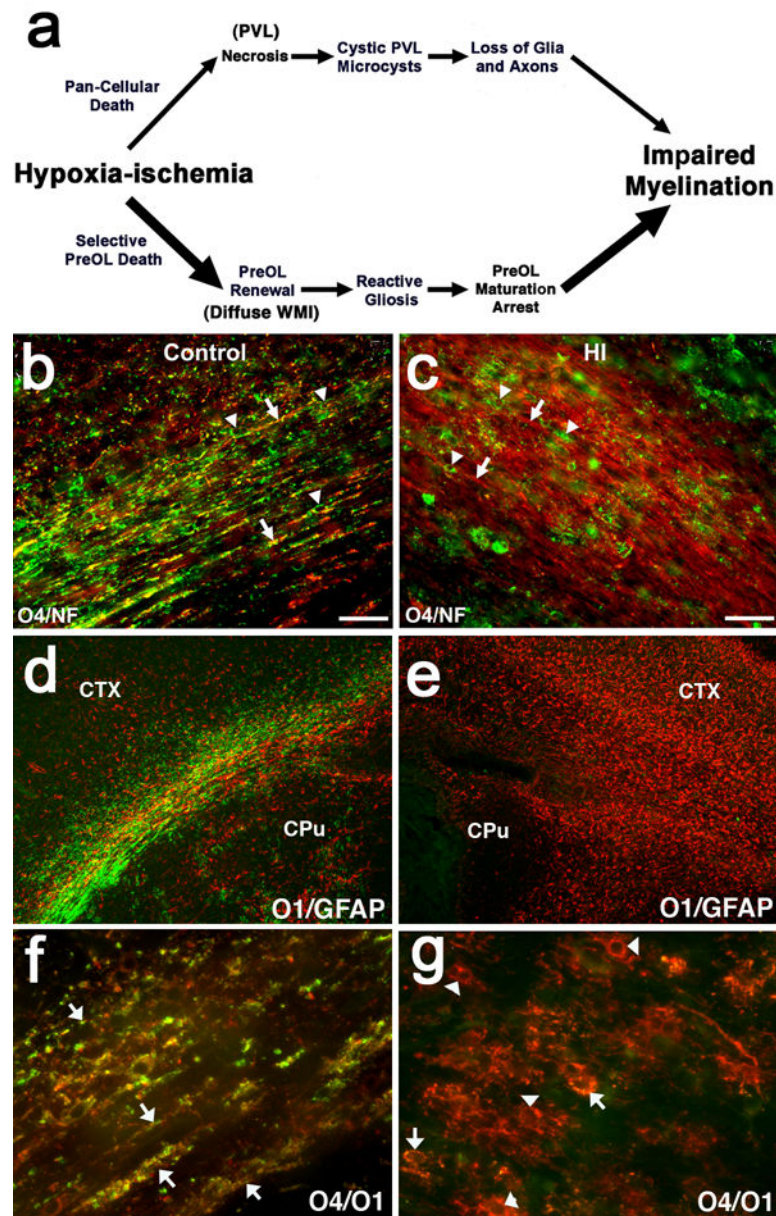 a
(PVL)
Necrosis
Cystic PVL
Microcysts
Loss of Glia
and Axons
Pan-Cellular
Death
Hypoxia-ischemia
Impaired
Myelination
Selective
PreOL Death
PreOL
Renewal
(Diffuse WMI)
Reactive
Gliosis
PreOL
Maturation
Arrest
b
Control
O4/NF
c
HI
O4/NF
d
CTX
CPu
O1/GFAP
e
CTX
CPu
O1/GFAP
f
O4/O1
g
O4/O1